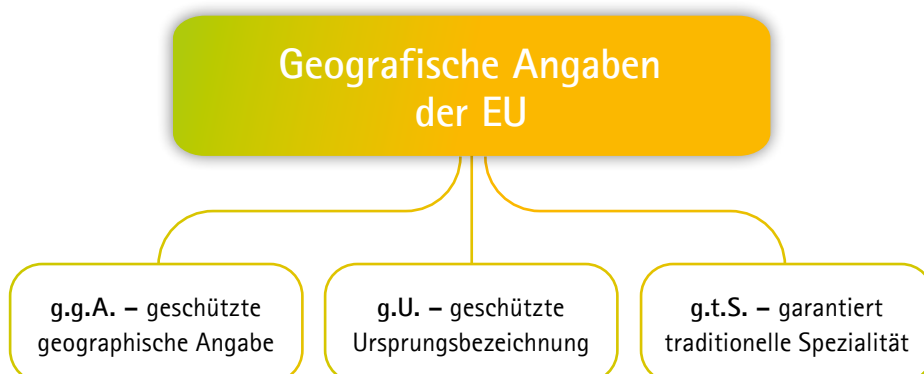 Geografische Angaben
der EU
g.g.A. – geschützte
geographische Angabe
g.U. – geschützte
Ursprungsbezeichnung
g.t.S. – garantiert
traditionelle Spezialität